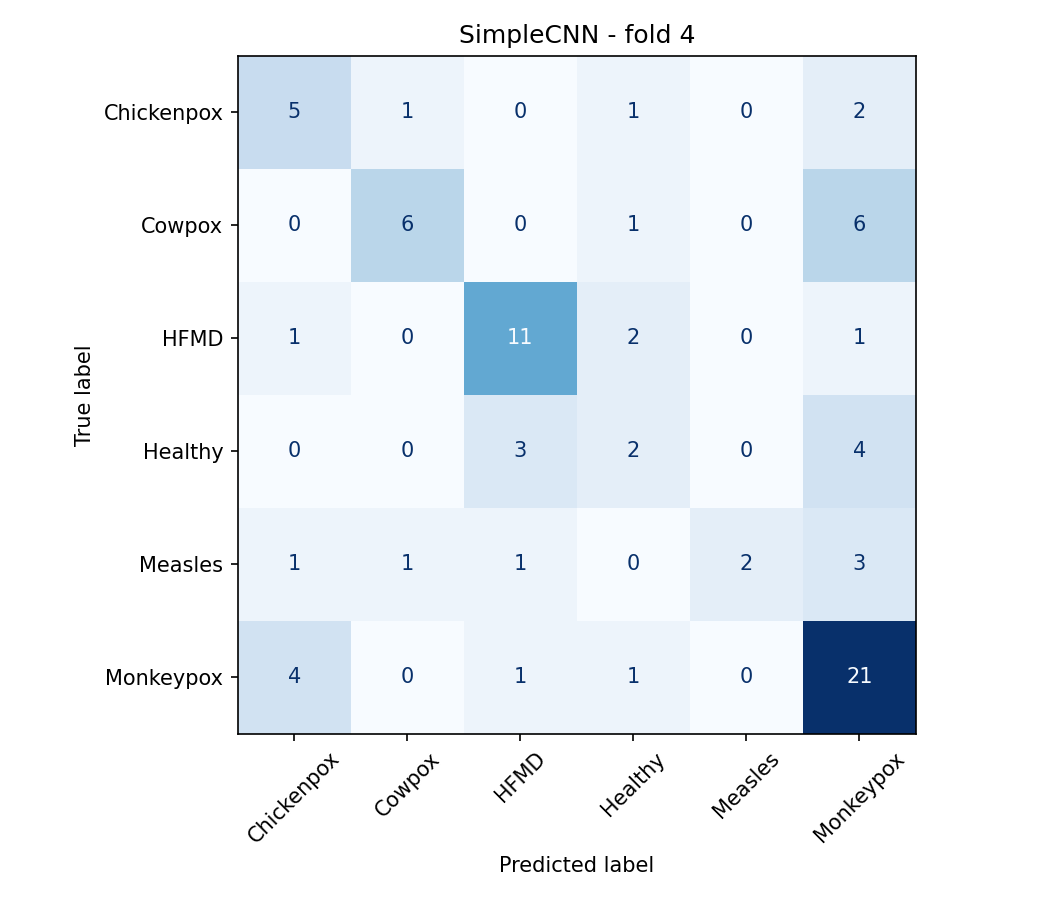 SimpleCNN - fold 4
True label
Chickenpox 5 1 0 1 0 2
Cowpox 0 6 0 1 0 6
HFMD 1 0 11 2 0 1
Healthy 0 0 3 2 0 4
Measles 1 1 1 0 2 3
Monkeypox 4 0 1 1 0 21
Chickenpox Cowpox HFMD Healthy Measles Monkeypox
Predicted label